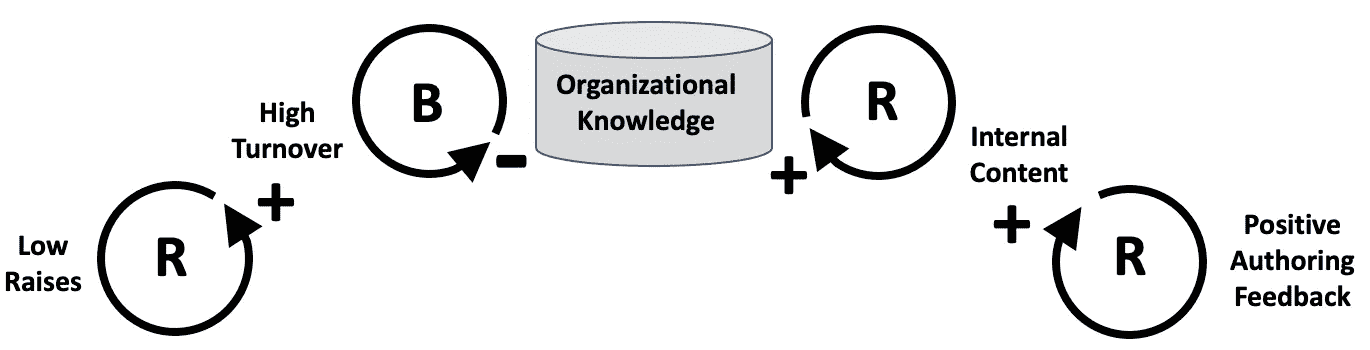 Low
Raises
R
+
High
Turnover
B
-
Organizational
Knowledge
+
R
Internal
Content
+
R
Positive
Authoring
Feedback